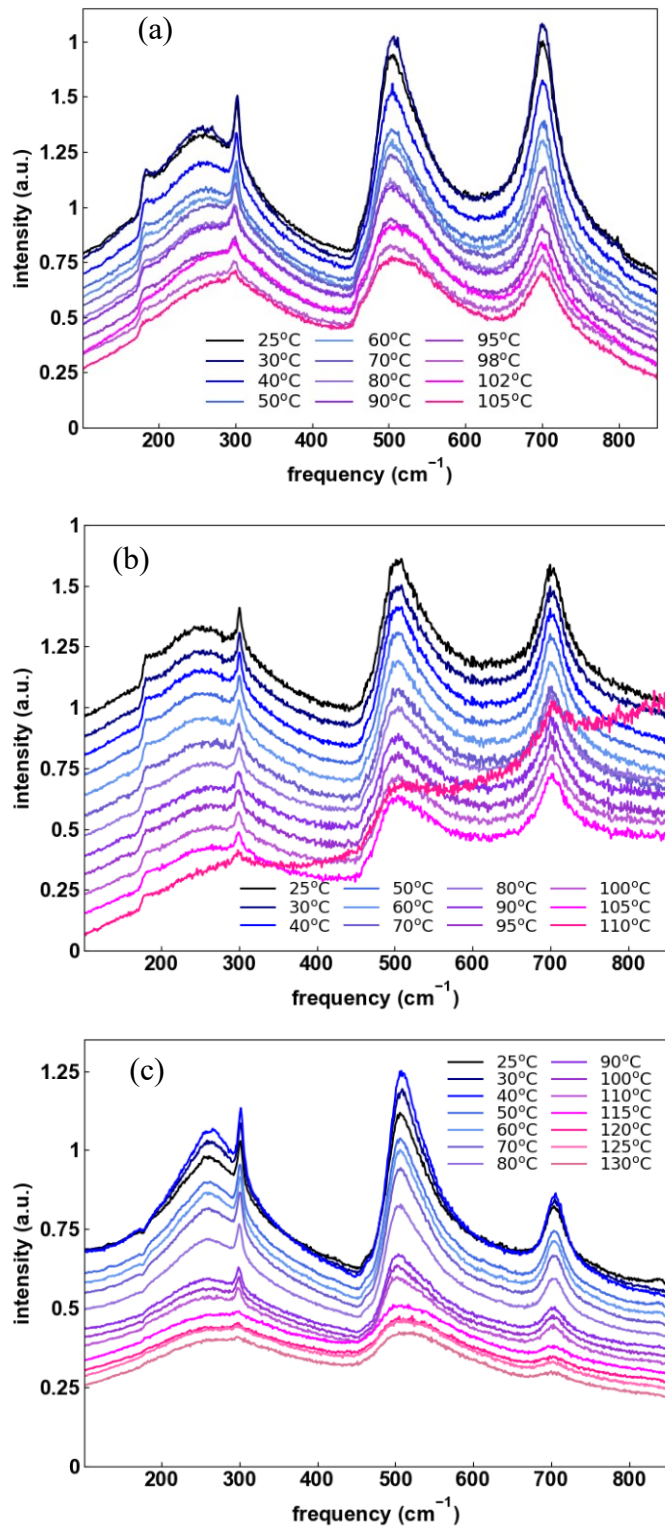 (a)
1
1.5
1.25
1
0.75
0.5
0.25
0
intensity (a.u.)
25°C 60°C 95°C
30°C 70°C 98°C
40°C 80°C 102°C
50°C 90°C 105°C
200 300 400 500 600 700 800
frequency (cm⁻¹)
(b)
1
1.5
1.25
1
0.75
0.5
0.25
0
intensity (a.u.)
25°C 50°C 80°C 100°C
30°C 60°C 90°C 105°C
40°C 70°C 95°C 110°C
200 300 400 500 600 700 800
frequency (cm⁻¹)
(c)
1.25
1
0.75
0.5
0.25
1
intensity (a.u.)
25°C 90°C
30°C 100°C
40°C 110°C
50°C 115°C
60°C 120°C
70°C 125°C
80°C 130°C
200 300 400 500 600 700 800
frequency (cm⁻¹)